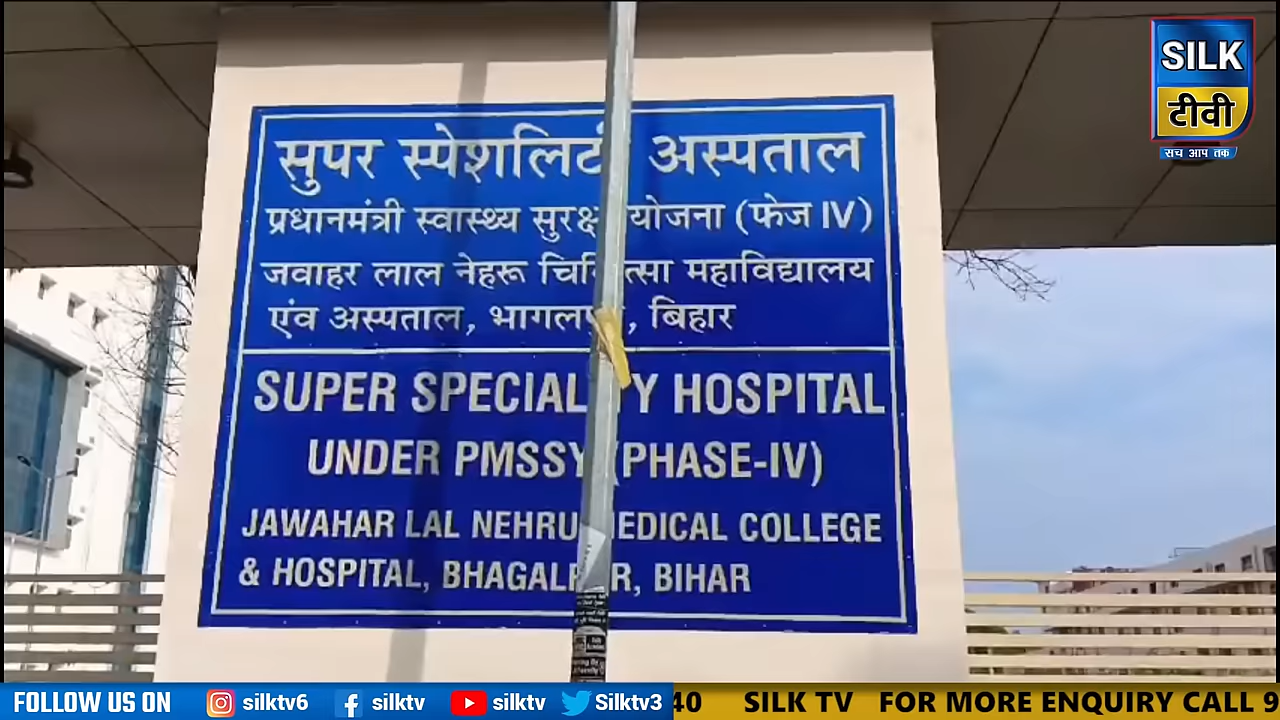 SILK
टीवी
सच आप तक
सुपर स्पेशलिटी अस्पताल
प्रधानमंत्री स्वास्थ्य सुरक्षा योजना (फेज IV)
जवाहर लाल नेहरू चिकित्सा महाविद्यालय
एंव अस्पताल, भागलपुर, बिहार
SUPER SPECIALITY HOSPITAL
UNDER PMSSY (PHASE-IV)
JAWAHAR LAL NEHRU MEDICAL COLLEGE
& HOSPITAL, BHAGALPUR, BIHAR
FOLLOW US ON silktv6 silktv silktv Silktv3 40 SILK TV FOR MORE ENQUIRY CALL 9